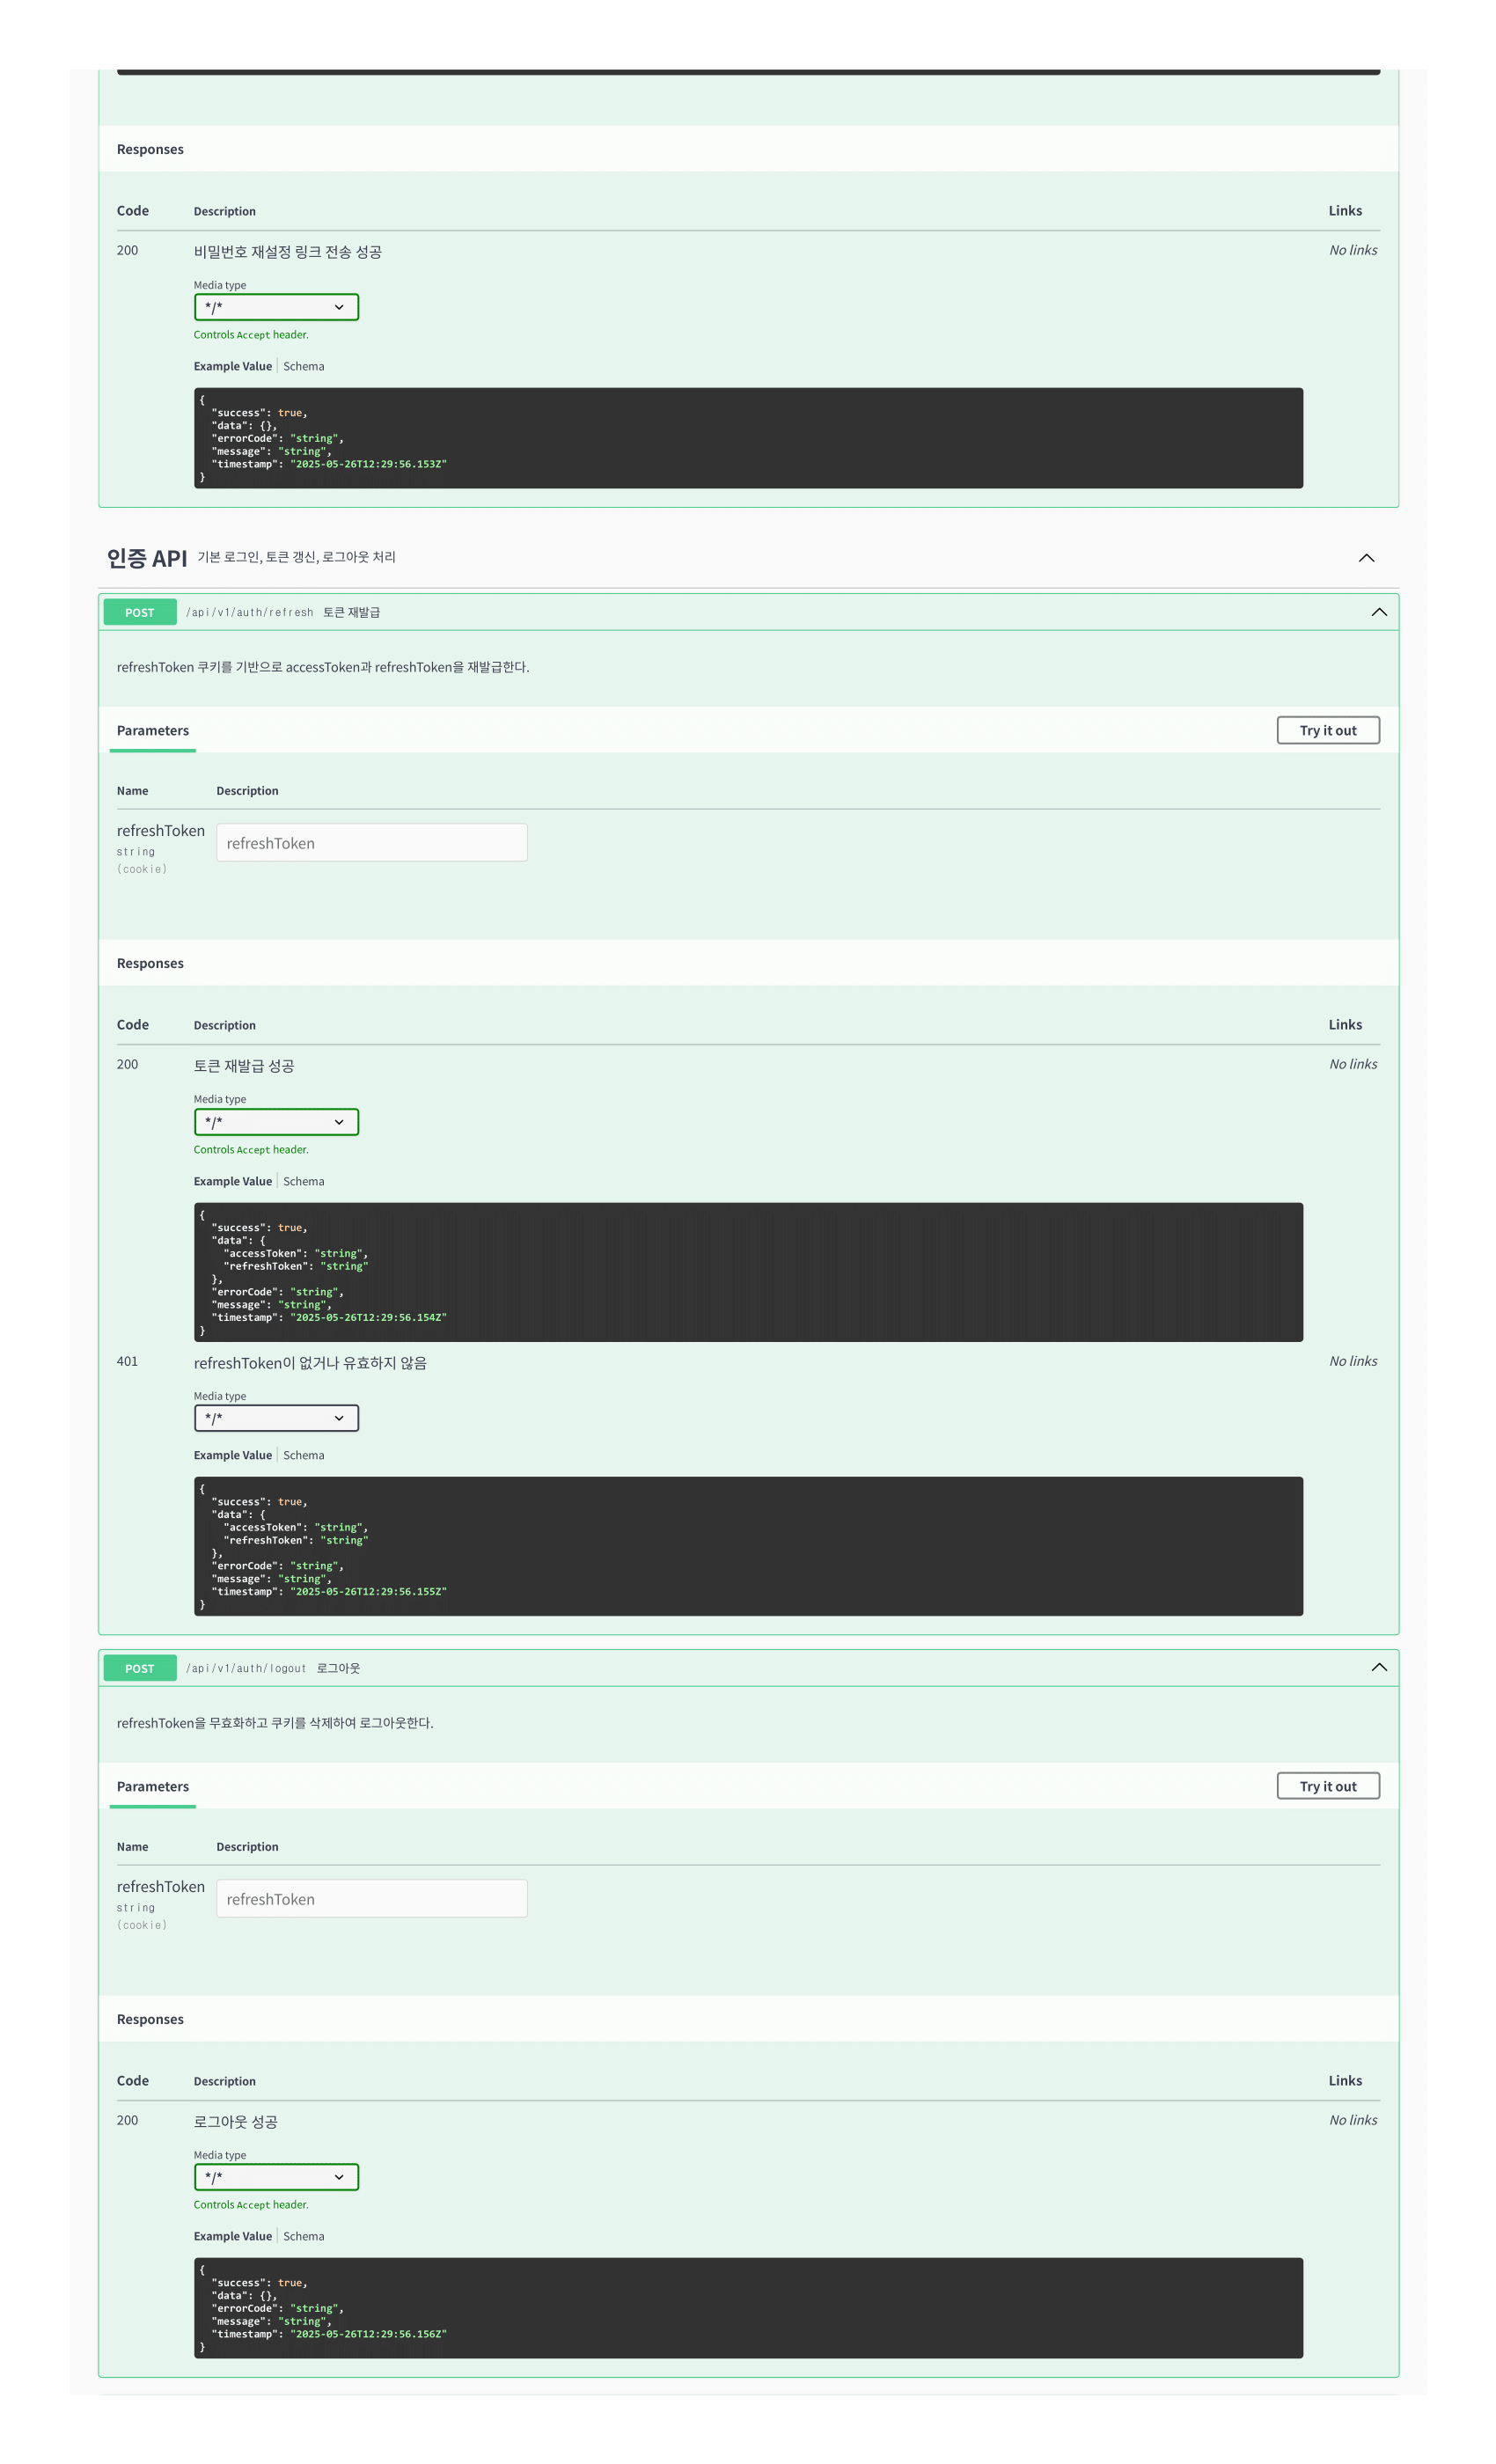 Responses
Code Description Links
200 비밀번호 재설정 링크 전송 성공 No links
Media type
*/*
Controls Accept header.
Example Value Schema
{
  "success": true,
  "data": {},
  "errorCode": "string",
  "message": "string",
  "timestamp": "2025-05-26T12:29:56.153Z"
}
인증 API 기본 로그인, 토큰 갱신, 로그아웃 처리
POST /api/v1/auth/refresh 토큰 재발급
refreshToken 쿠키를 기반으로 accessToken과 refreshToken을 재발급한다.
Parameters Try it out
Name Description
refreshToken refreshToken
string
(cookie)
Responses
Code Description Links
200 토큰 재발급 성공 No links
Media type
*/*
Controls Accept header.
Example Value Schema
{
  "success": true,
  "data": {
    "accessToken": "string",
    "refreshToken": "string"
  },
  "errorCode": "string",
  "message": "string",
  "timestamp": "2025-05-26T12:29:56.154Z"
}
401 refreshToken이 없거나 유효하지 않음 No links
Media type
*/*
Example Value Schema
{
  "success": true,
  "data": {
    "accessToken": "string",
    "refreshToken": "string"
  },
  "errorCode": "string",
  "message": "string",
  "timestamp": "2025-05-26T12:29:56.155Z"
}
POST /api/v1/auth/logout 로그아웃
refreshToken을 무효화하고 쿠키를 삭제하여 로그아웃한다.
Parameters Try it out
Name Description
refreshToken refreshToken
string
(cookie)
Responses
Code Description Links
200 로그아웃 성공 No links
Media type
*/*
Controls Accept header.
Example Value Schema
{
  "success": true,
  "data": {},
  "errorCode": "string",
  "message": "string",
  "timestamp": "2025-05-26T12:29:56.156Z"
}